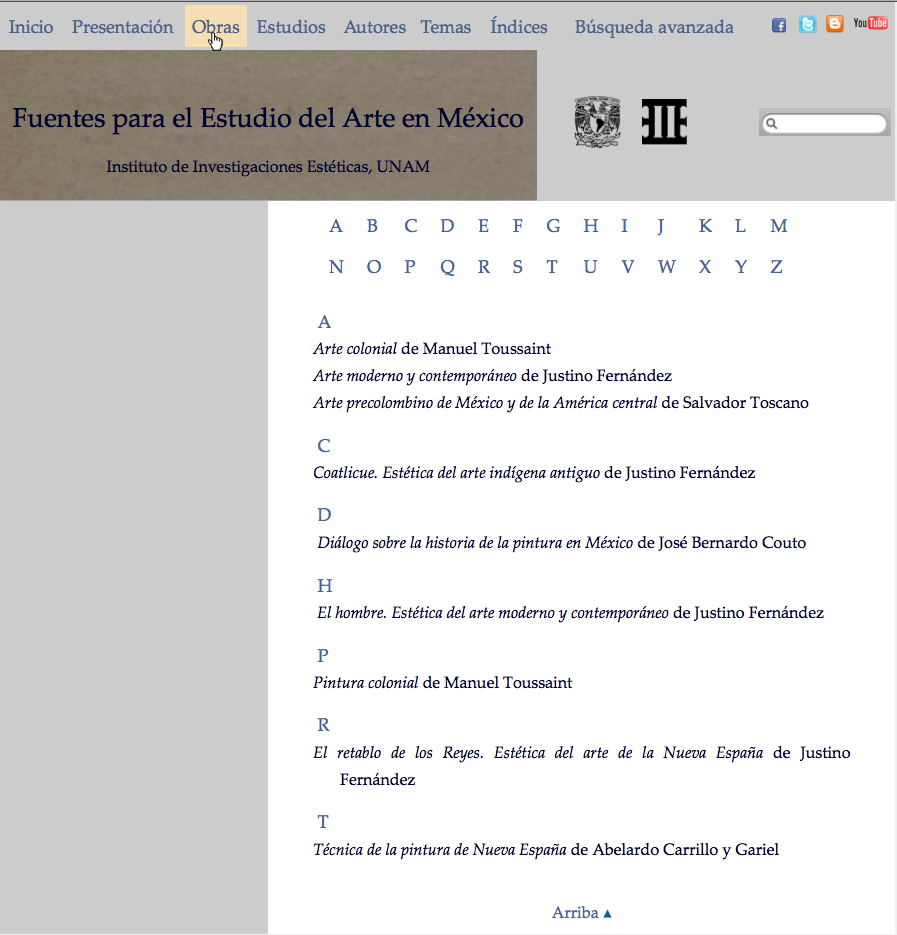 Inicio Presentación Obras Estudios Autores Temas Índices Búsqueda avanzada You Tube
Fuentes para el Estudio del Arte en México
Instituto de Investigaciones Estéticas, UNAM
A B C D E F G H I J K L M
N O P Q R S T U V W X Y Z
A
Arte colonial de Manuel Toussaint
Arte moderno y contemporáneo de Justino Fernández
Arte precolombino de México y de la América central de Salvador Toscano
C
Coatlicue. Estética del arte indígena antiguo de Justino Fernández
D
Diálogo sobre la historia de la pintura en México de José Bernardo Couto
H
El hombre. Estética del arte moderno y contemporáneo de Justino Fernández
P
Pintura colonial de Manuel Toussaint
R
El retablo de los Reyes. Estética del arte de la Nueva España de Justino
Fernández
T
Técnica de la pintura de Nueva España de Abelardo Carrillo y Gariel
Arriba ▲